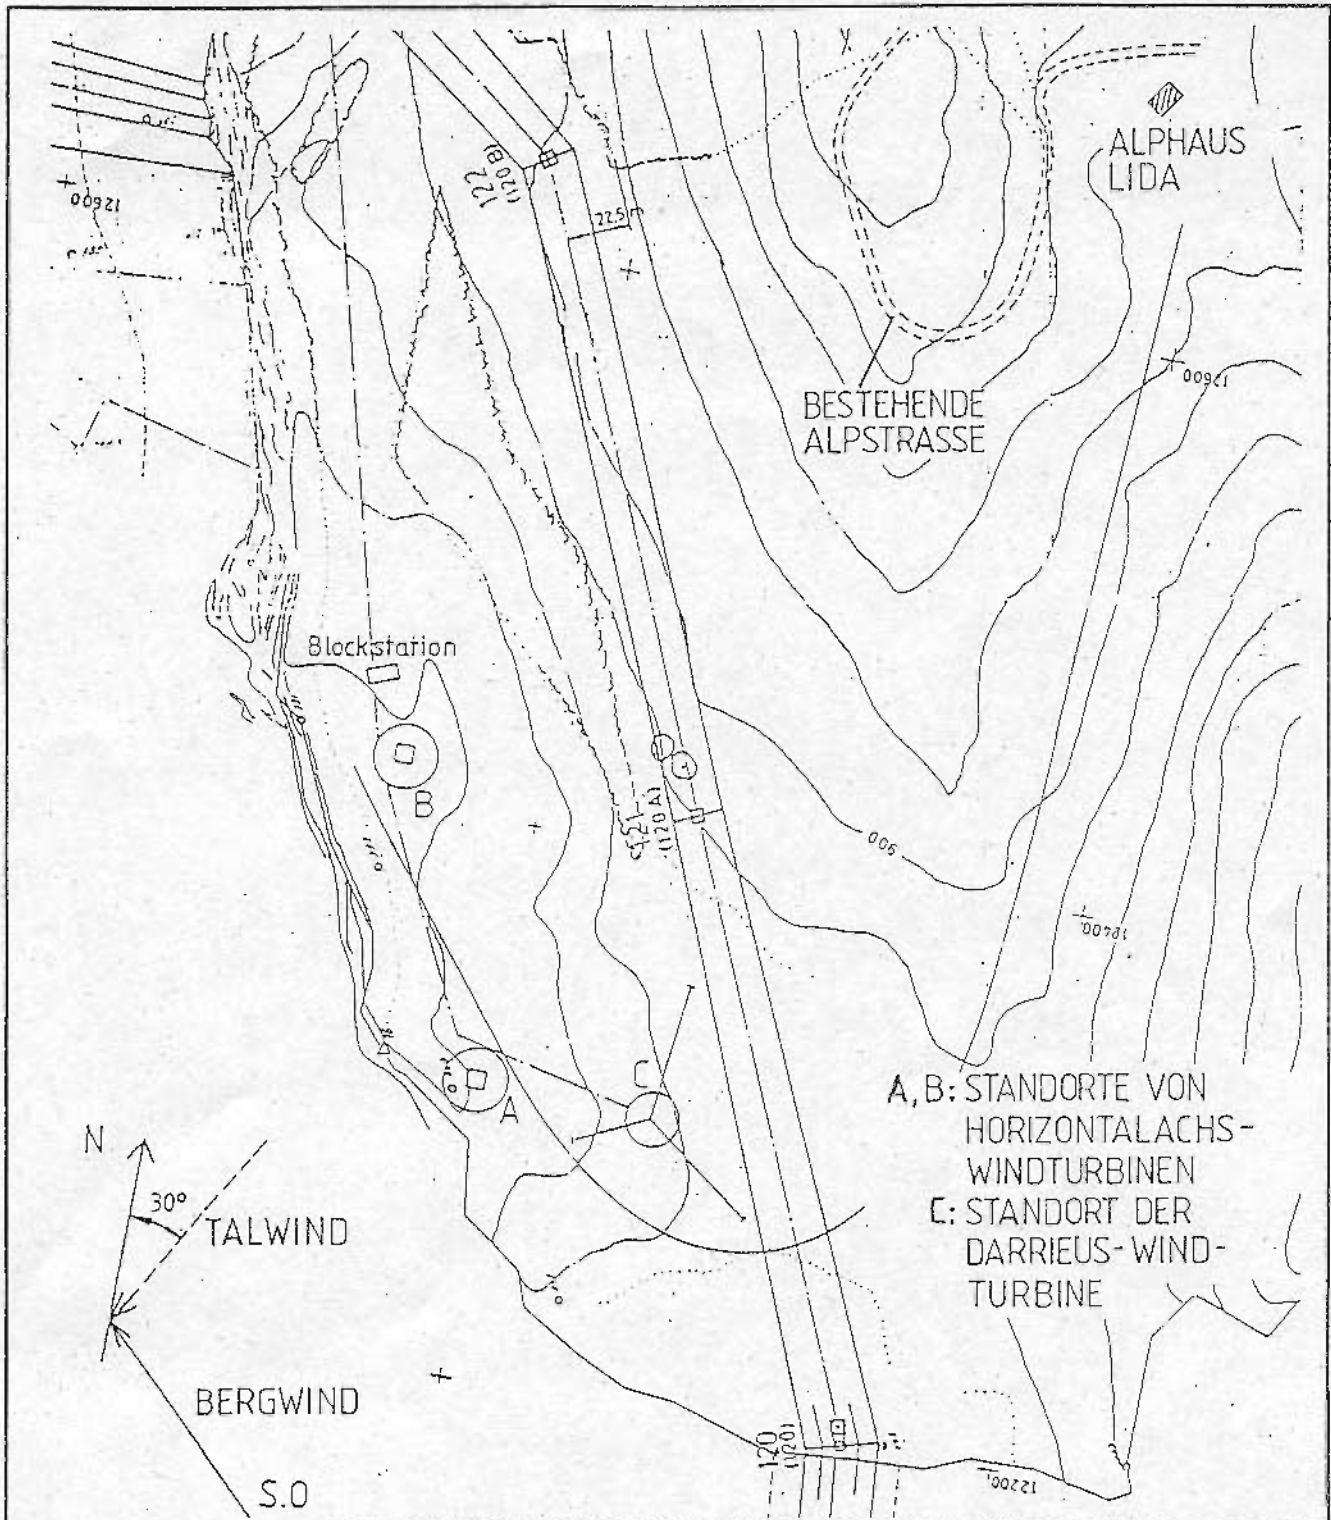 ALPHAUS
LIDA
122
(120 B)
22.5 m
12600
BESTEHENDE
ALPSTRASSE
12600
Blockstation
B
121
(120 A)
900
12400
C
A
A, B: STANDORTE VON
HORIZONTALACHS-
WINDTURBINEN
C: STANDORT DER
DARRIEUS-WIND-
TURBINE
N
30°
TALWIND
BERGWIND
S.O
120
(120)
12200